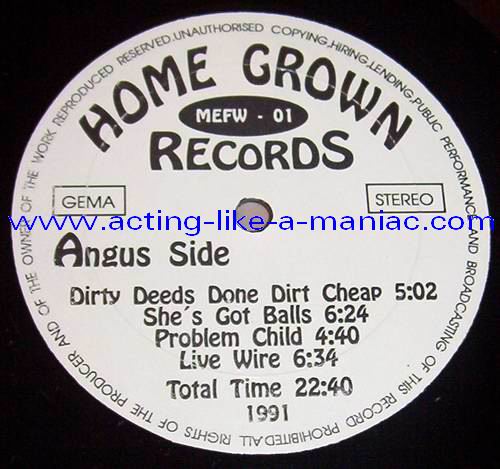 HOME GROWN
MEFW - 01
RECORDS
GEMA
STEREO
www.acting-like-a-maniac.com
Angus Side
Dirty Deeds Done Dirt Cheap 5:02
She´s Got Balls 6:24
Problem Child 4:40
Live Wire 6:34
Total Time 22:40
1991
ALL RIGHTS OF THE PRODUCER AND OF THE OWNER OF THE WORK REPRODUCED RESERVED.UNAUTHORISED COPYING,HIRING,LENDING,PUBLIC PERFORMANCE AND BROADCASTING OF THIS RECORD PROHIBITED